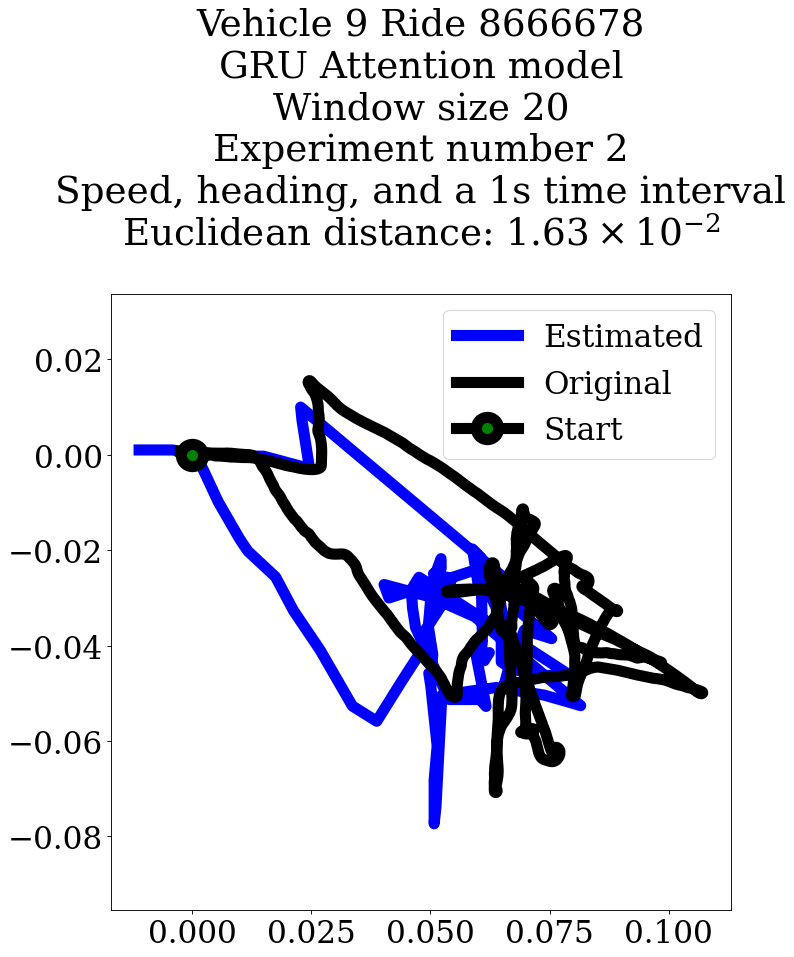 Vehicle 9 Ride 8666678
GRU Attention model
Window size 20
Experiment number 2
Speed, heading, and a 1s time interval
Euclidean distance: 1.63 × 10⁻²
Estimated
Original
Start
0.02
0.00
−0.02
−0.04
−0.06
−0.08
0.000 0.025 0.050 0.075 0.100